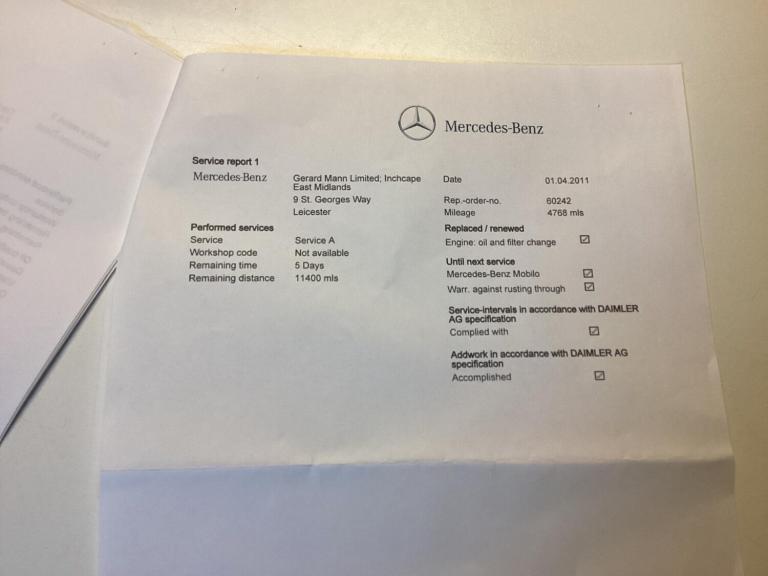 Mercedes-Benz
Service report 1
Mercedes-Benz
Gerard Mann Limited; Inchcape
East Midlands
9 St. Georges Way
Leicester
Date 01.04.2011
Rep.-order-no. 60242
Mileage 4768 mls
Performed services
Service Service A
Workshop code Not available
Remaining time 5 Days
Remaining distance 11400 mls
Replaced / renewed
Engine: oil and filter change ☑
Until next service
Mercedes-Benz Mobilo ☑
Warr. against rusting through ☑
Service-intervals in accordance with DAIMLER
AG specification
Complied with ☑
Addwork in accordance with DAIMLER AG
specification
Accomplished ☑